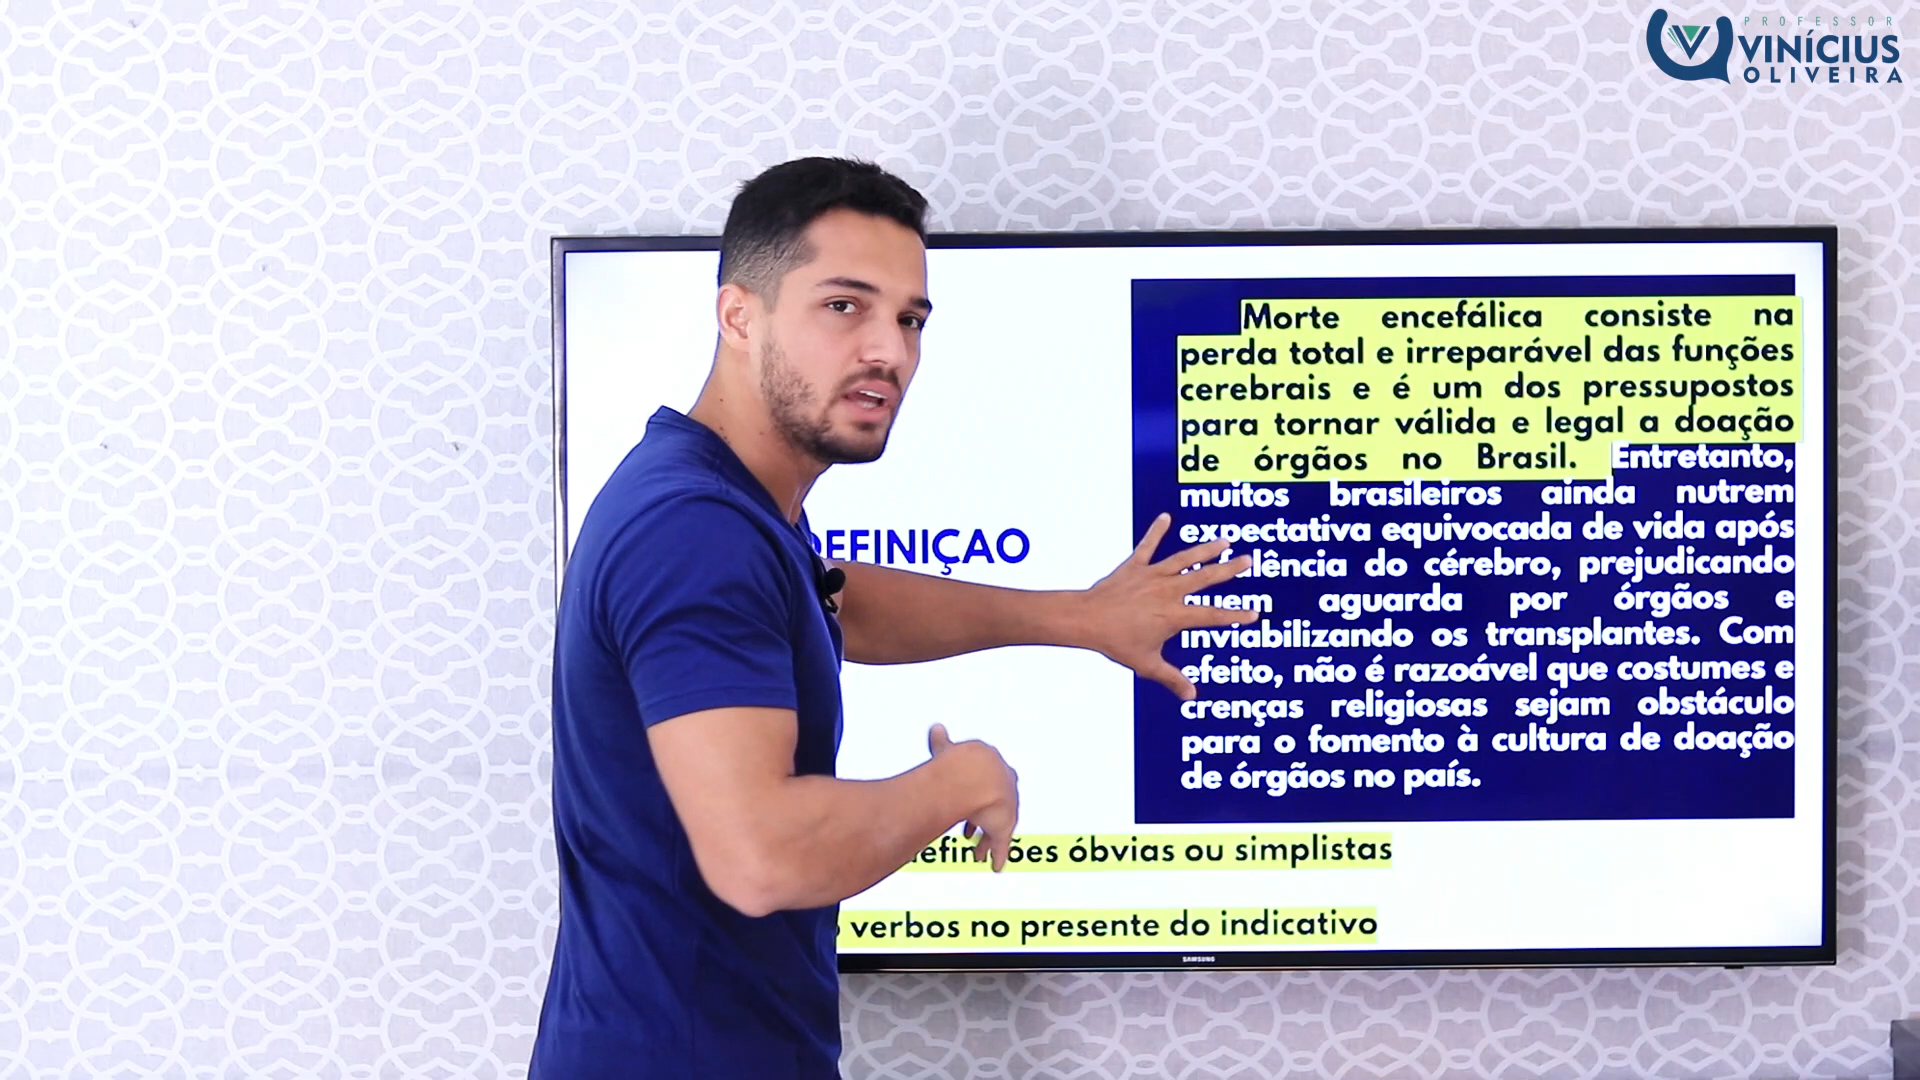 PROFESSOR
VINÍCIUS
OLIVEIRA
Morte encefálica consiste na
perda total e irreparável das funções
cerebrais e é um dos pressupostos
para tornar válida e legal a doação
de órgãos no Brasil. Entretanto,
muitos brasileiros ainda nutrem
expectativa equivocada de vida após
falência do cérebro, prejudicando
quem aguarda por órgãos e
inviabilizando os transplantes. Com
efeito, não é razoável que costumes e
crenças religiosas sejam obstáculo
para o fomento à cultura de doação
de órgãos no país.
DEFINIÇAO
definições óbvias ou simplistas
verbos no presente do indicativo
SAMSUNG